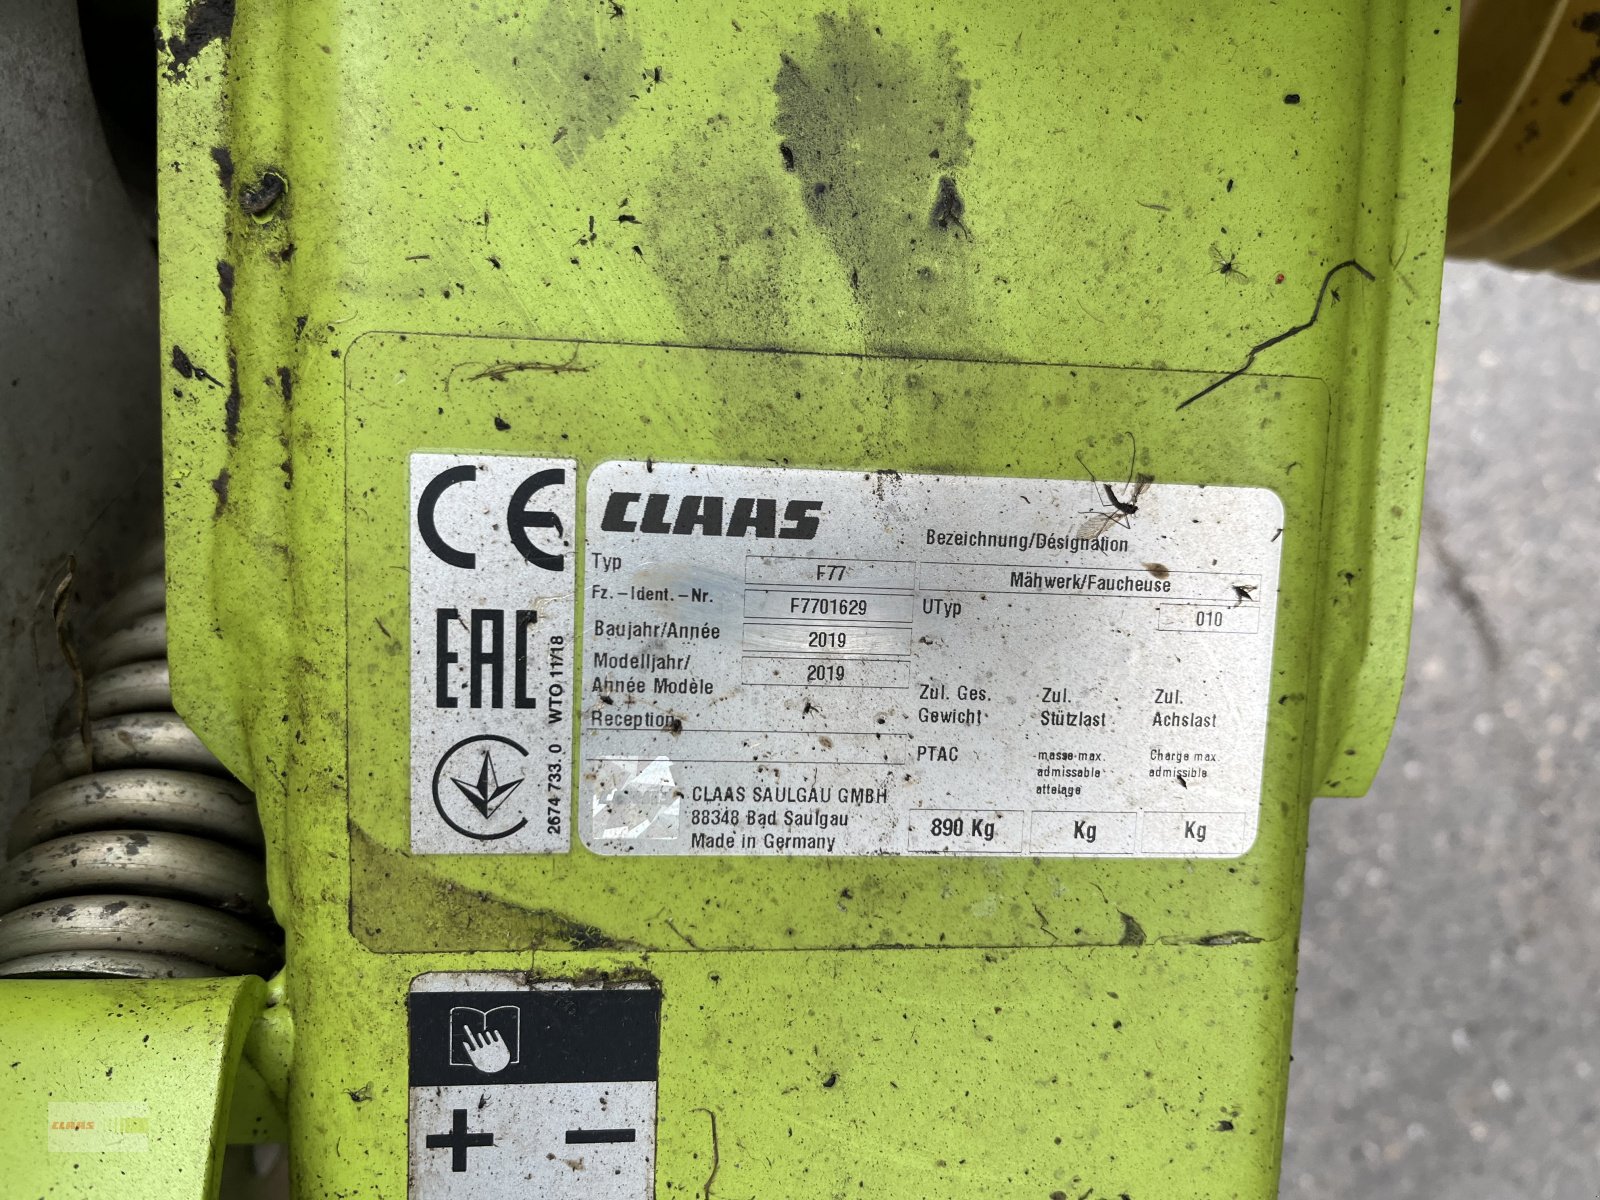 CE
EAC
2674 733.0 WTO 11/18
CLAAS
Bezeichnung/Désignation
Typ F77 Mähwerk/Faucheuse
Fz.-Ident.-Nr. F7701629 UTyp 010
Baujahr/Année 2019
Modelljahr/
Année Modèle 2019
Reception
Zul. Ges.
Gewicht
PTAC
890 Kg
Zul.
Stützlast
masse max.
admissable
attelage
Kg
Zul.
Achslast
Charge max.
admissible
Kg
CLAAS SAULGAU GMBH
88348 Bad Saulgau
Made in Germany
+ −
CLAAS